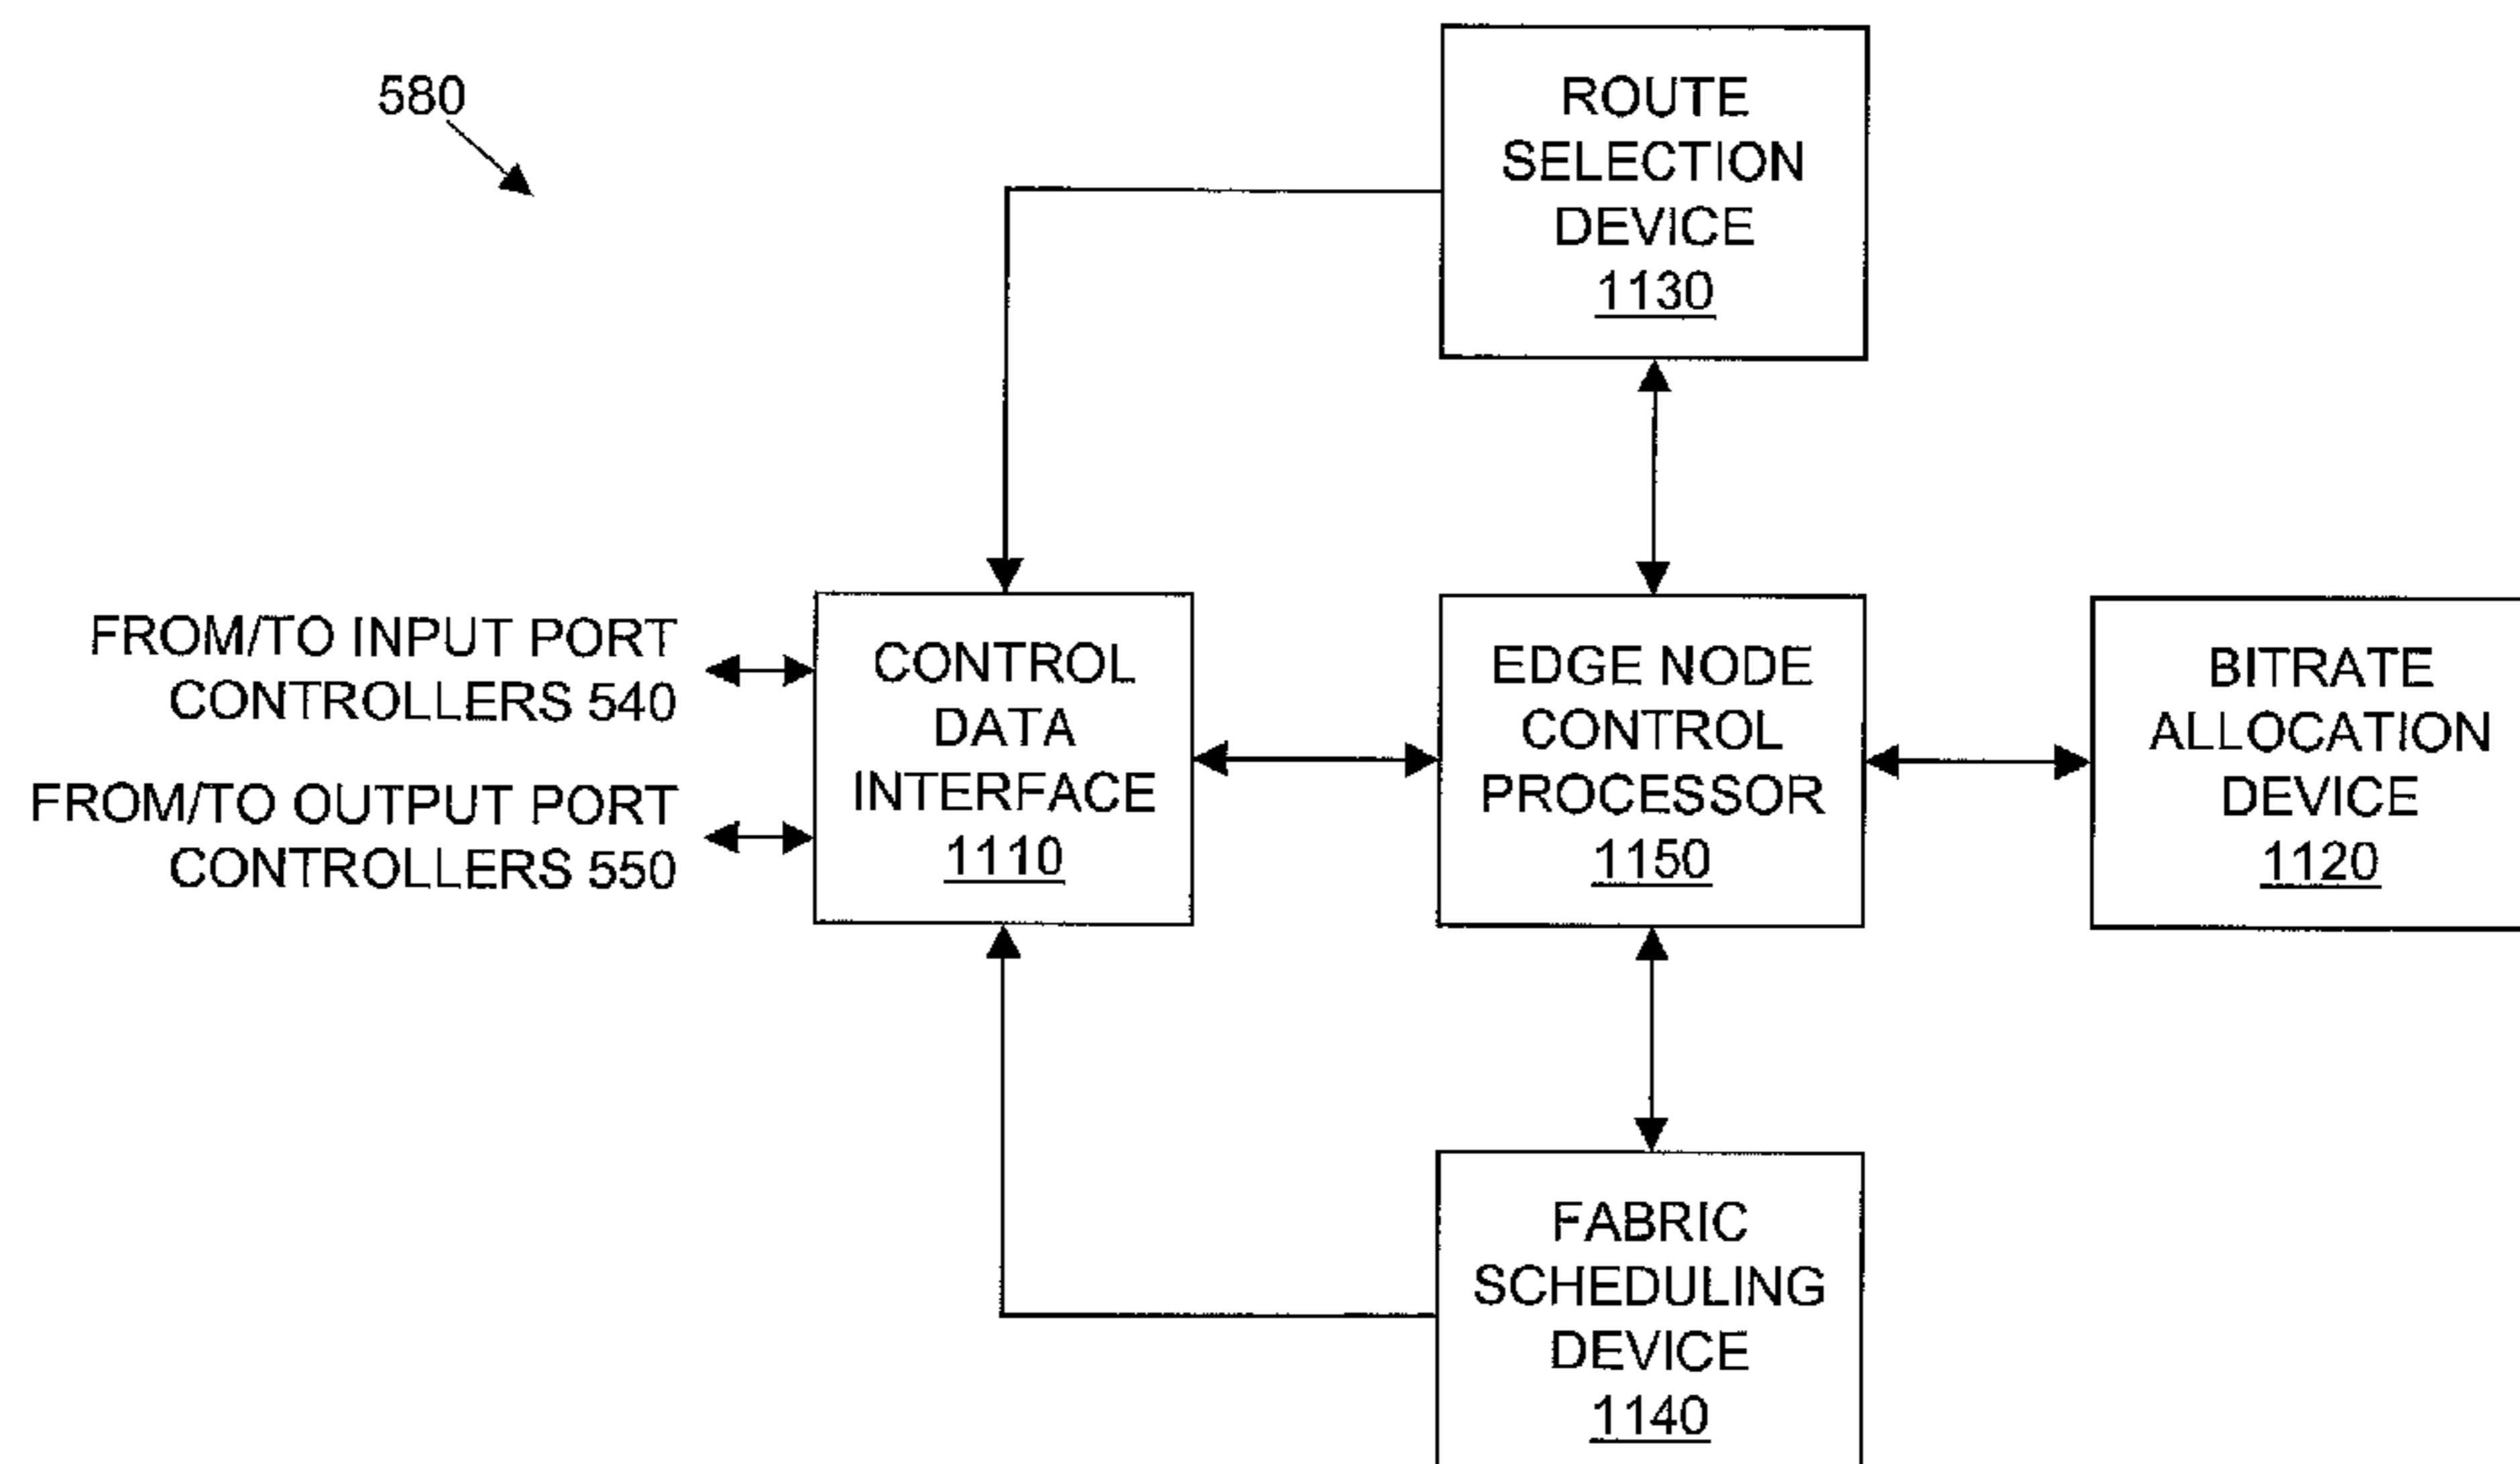 580
ROUTE
SELECTION
DEVICE
1130
FROM/TO INPUT PORT
CONTROLLERS 540
FROM/TO OUTPUT PORT
CONTROLLERS 550
CONTROL
DATA
INTERFACE
1110
EDGE NODE
CONTROL
PROCESSOR
1150
BITRATE
ALLOCATION
DEVICE
1120
FABRIC
SCHEDULING
DEVICE
1140